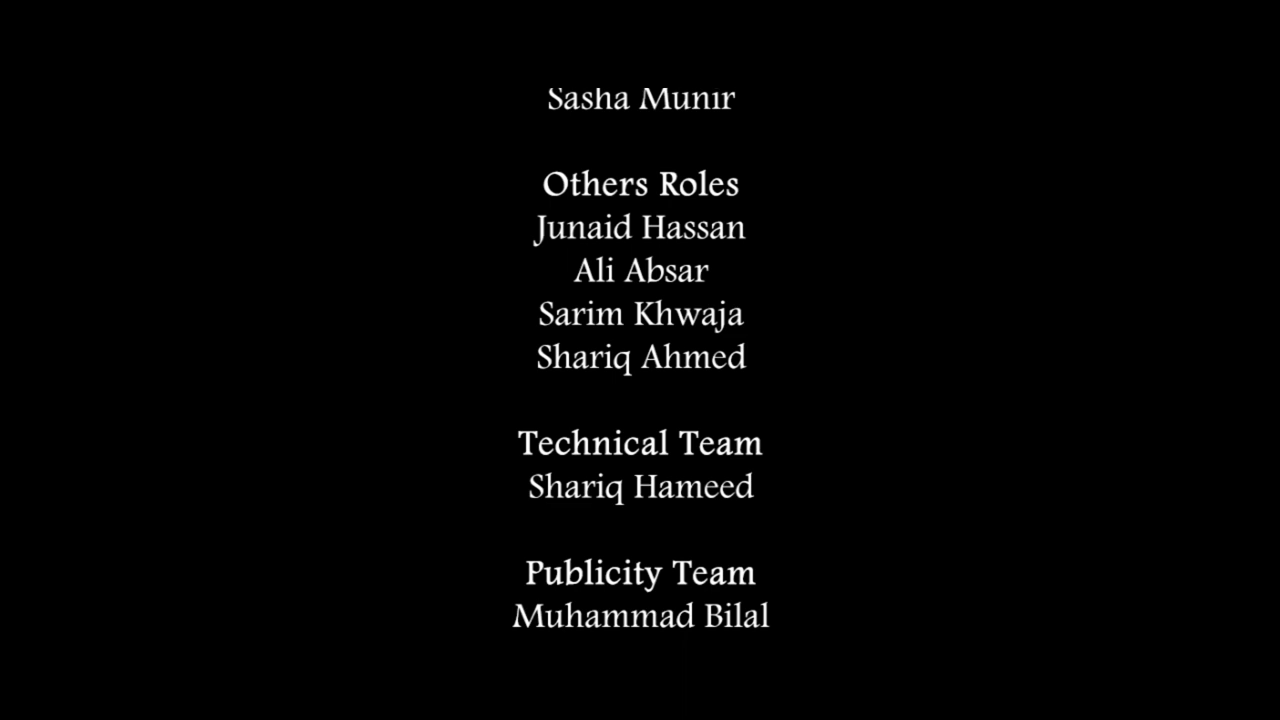 Sasha Munir
Others Roles
Junaid Hassan
Ali Absar
Sarim Khwaja
Shariq Ahmed
Technical Team
Shariq Hameed
Publicity Team
Muhammad Bilal